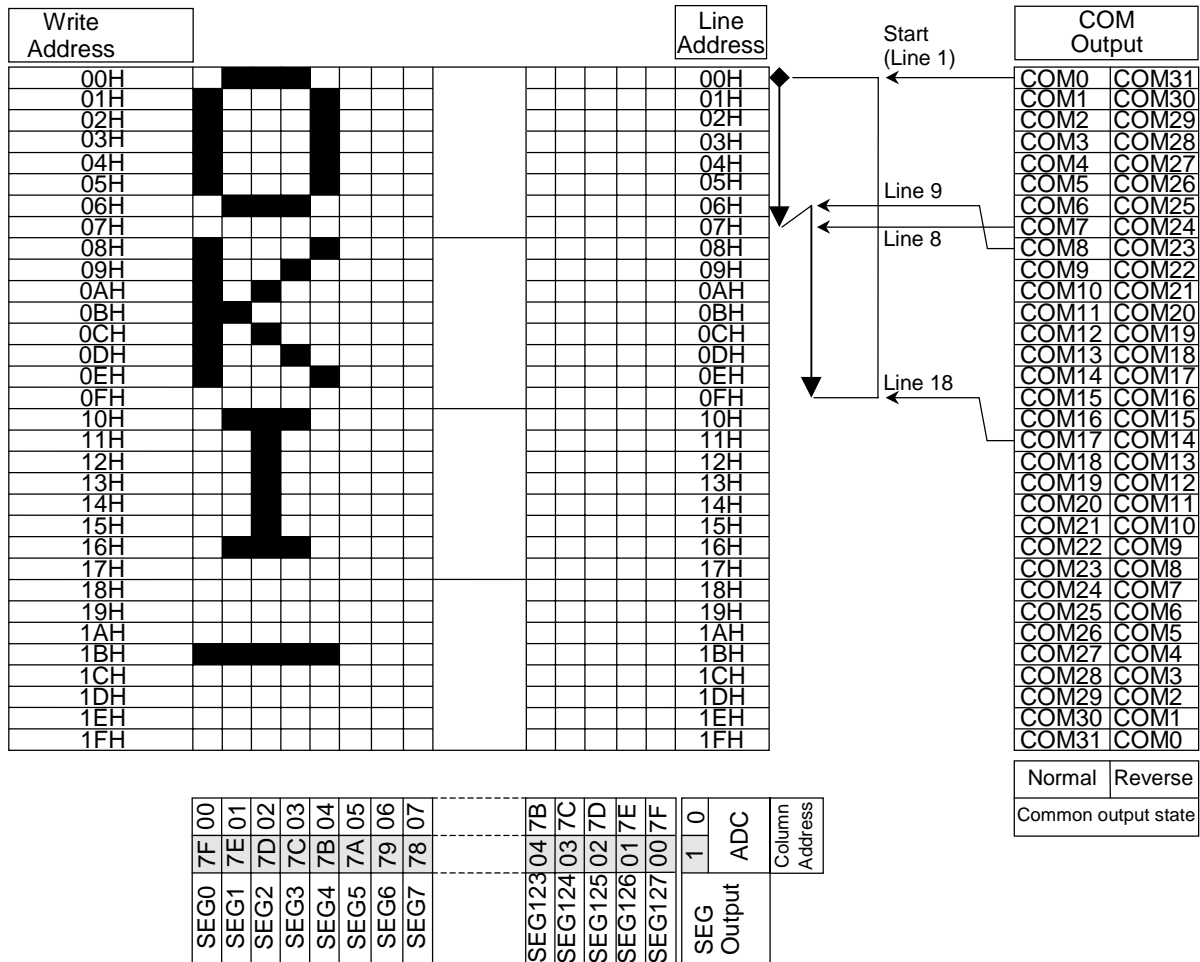 Write Address
Line Address
COM Output
Start (Line 1)
00H 00H COM0 COM31
01H 01H COM1 COM30
02H 02H COM2 COM29
03H 03H COM3 COM28
04H 04H COM4 COM27
05H 05H COM5 COM26
06H 06H Line 9 COM6 COM25
07H 07H Line 8 COM7 COM24
08H 08H COM8 COM23
09H 09H COM9 COM22
0AH 0AH COM10 COM21
0BH 0BH COM11 COM20
0CH 0CH COM12 COM19
0DH 0DH COM13 COM18
0EH 0EH Line 18 COM14 COM17
0FH 0FH COM15 COM16
10H 10H COM16 COM15
11H 11H COM17 COM14
12H 12H COM18 COM13
13H 13H COM19 COM12
14H 14H COM20 COM11
15H 15H COM21 COM10
16H 16H COM22 COM9
17H 17H COM23 COM8
18H 18H COM24 COM7
19H 19H COM25 COM6
1AH 1AH COM26 COM5
1BH 1BH COM27 COM4
1CH 1CH COM28 COM3
1DH 1DH COM29 COM2
1EH 1EH COM30 COM1
1FH 1FH COM31 COM0
Normal Reverse
Common output state
00 01 02 03 04 05 06 07 7B 7C 7D 7E 7F 0 ADC Column Address
7F 7E 7D 7C 7B 7A 79 78 04 03 02 01 00 1
SEG0 SEG1 SEG2 SEG3 SEG4 SEG5 SEG6 SEG7 SEG123 SEG124 SEG125 SEG126 SEG127 SEG Output